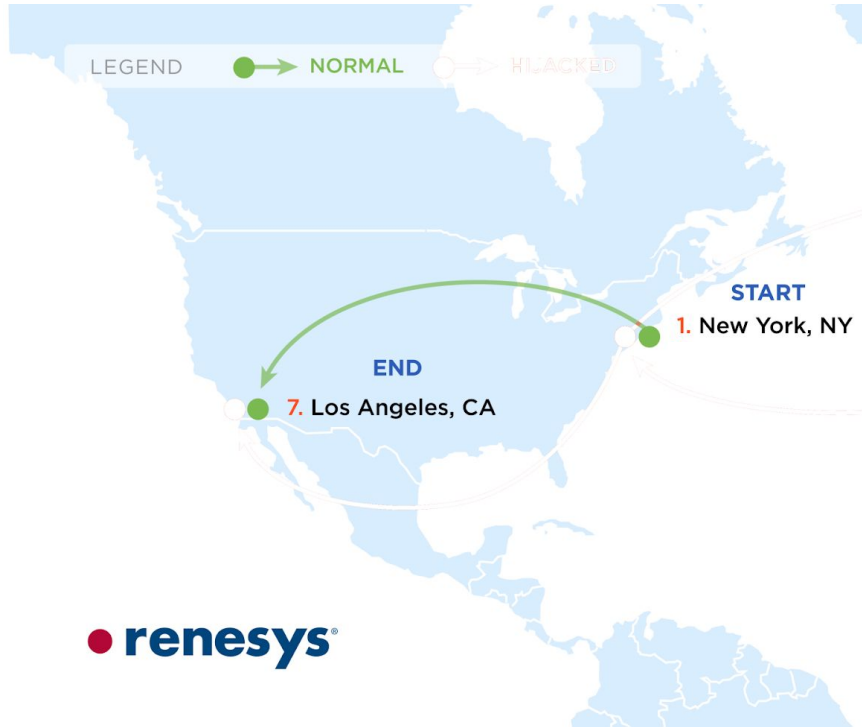 LEGEND NORMAL HIJACKED
START
1. New York, NY
END
7. Los Angeles, CA
renesys®